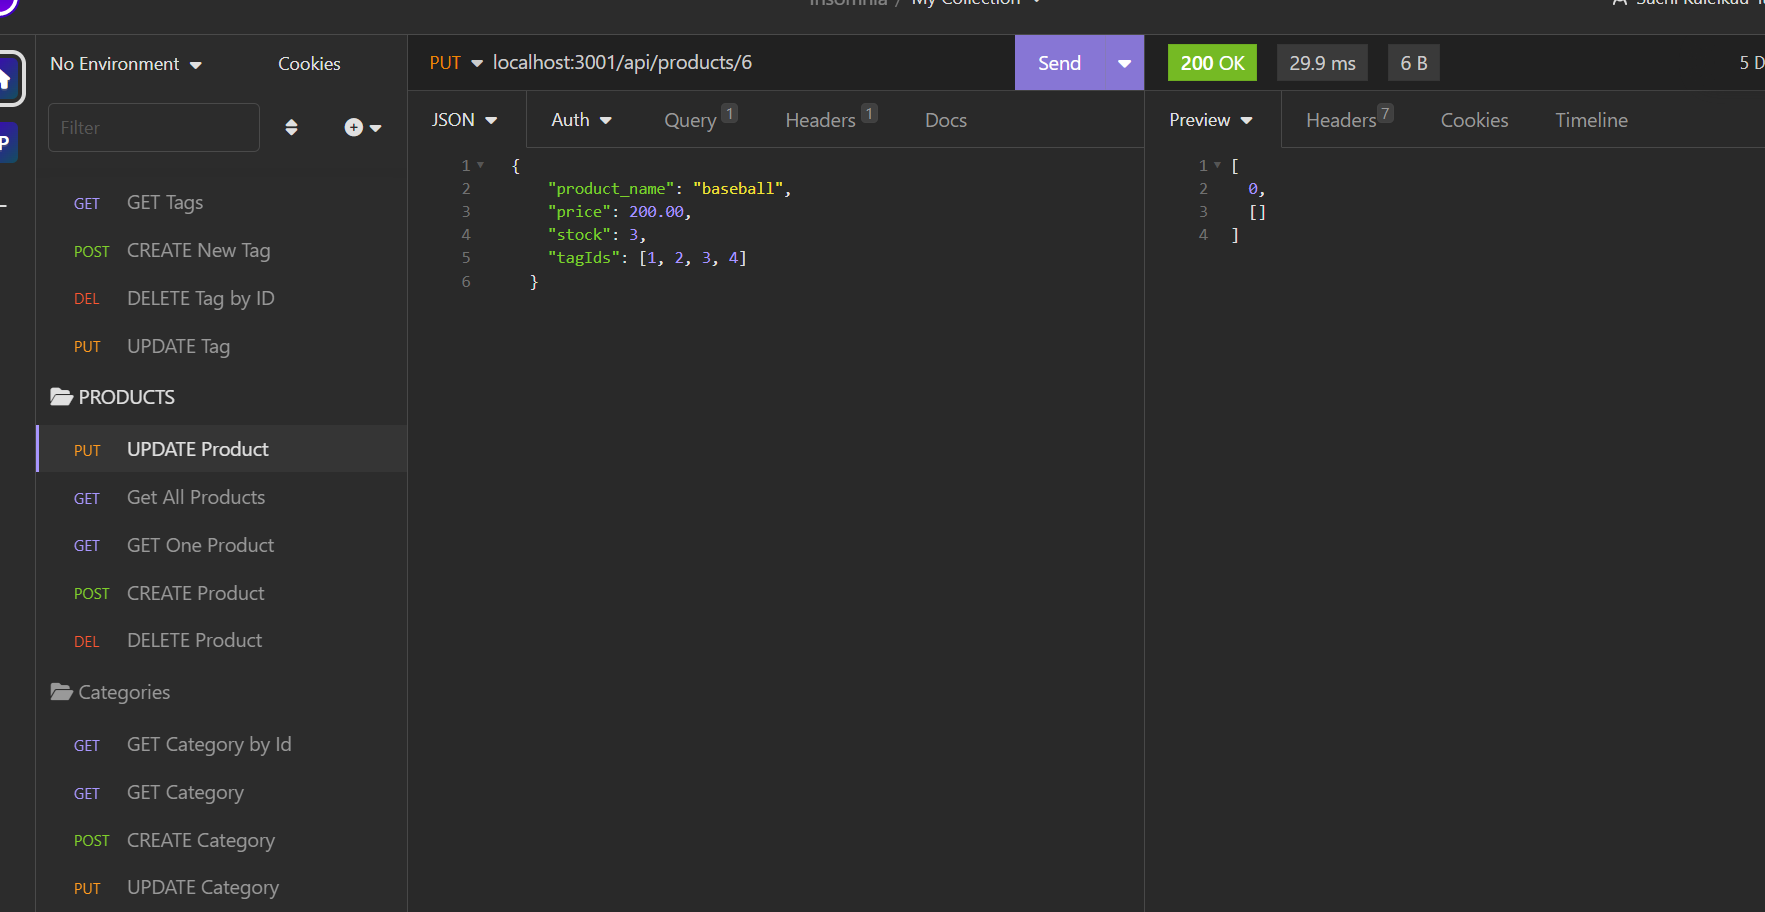 Insomnia / My Collection
No Environment
Cookies
Filter
GET GET Tags
POST CREATE New Tag
DEL DELETE Tag by ID
PUT UPDATE Tag
PRODUCTS
PUT UPDATE Product
GET Get All Products
GET GET One Product
POST CREATE Product
DEL DELETE Product
Categories
GET GET Category by Id
GET GET Category
POST CREATE Category
PUT UPDATE Category
PUT localhost:3001/api/products/6
Send
JSON Auth Query 1 Headers 1 Docs
1 {
2 "product_name": "baseball",
3 "price": 200.00,
4 "stock": 3,
5 "tagIds": [1, 2, 3, 4]
6 }
200 OK 29.9 ms 6 B 5 D
Preview Headers 7 Cookies Timeline
1 [
2 0,
3 []
4 ]
P